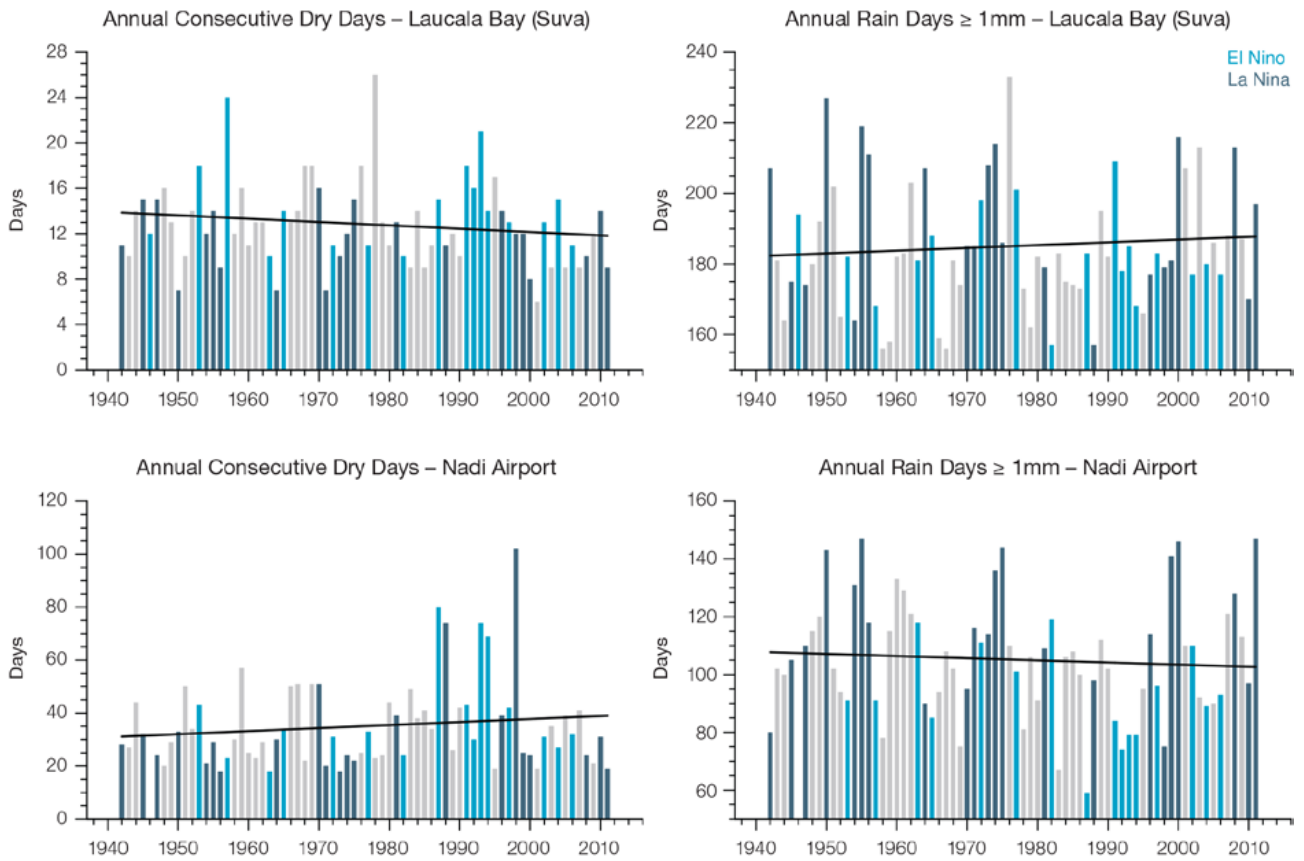 Annual Consecutive Dry Days – Laucala Bay (Suva)
28
24
20
16
12
8
4
0
Days
1940 1950 1960 1970 1980 1990 2000 2010
Annual Rain Days ≥ 1mm – Laucala Bay (Suva)
El Nino
La Nina
240
220
200
180
160
Days
1940 1950 1960 1970 1980 1990 2000 2010
Annual Consecutive Dry Days – Nadi Airport
120
100
80
60
40
20
0
Days
1940 1950 1960 1970 1980 1990 2000 2010
Annual Rain Days ≥ 1mm – Nadi Airport
160
140
120
100
80
60
Days
1940 1950 1960 1970 1980 1990 2000 2010